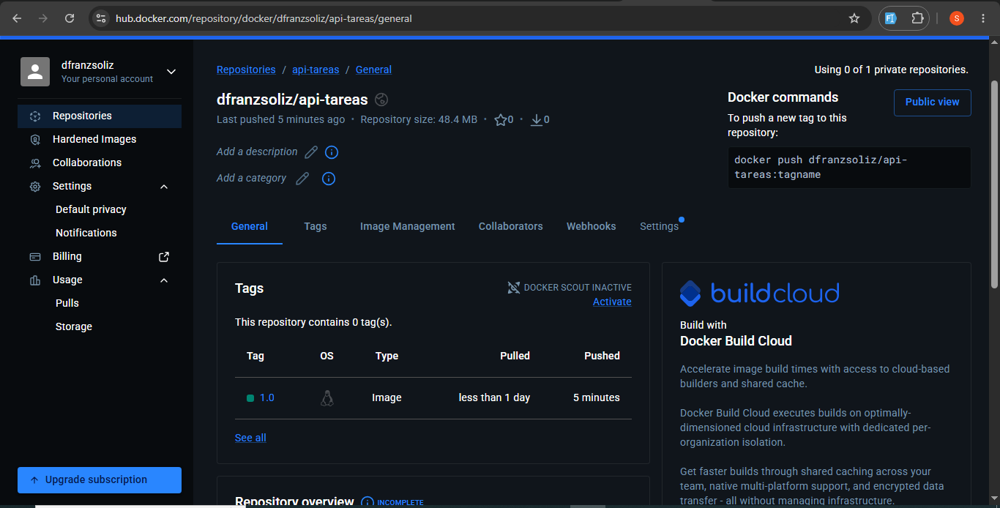 hub.docker.com/repository/docker/dfranzsoliz/api-tareas/general
S
dfranzsoliz
Your personal account
Repositories
Hardened Images
Collaborations
Settings
Default privacy
Notifications
Billing
Usage
Pulls
Storage
Upgrade subscription
Repositories / api-tareas / General
Using 0 of 1 private repositories.
dfranzsoliz/api-tareas
Last pushed 5 minutes ago • Repository size: 48.4 MB • 0 • 0
Add a description
Add a category
Docker commands
Public view
To push a new tag to this
repository:
docker push dfranzsoliz/api-
tareas:tagname
General Tags Image Management Collaborators Webhooks Settings
Tags
DOCKER SCOUT INACTIVE
Activate
This repository contains 0 tag(s).
Tag OS Type Pulled Pushed
1.0 Image less than 1 day 5 minutes
See all
Repository overview INCOMPLETE
buildcloud
Build with
Docker Build Cloud
Accelerate image build times with access to cloud-based
builders and shared cache.
Docker Build Cloud executes builds on optimally-
dimensioned cloud infrastructure with dedicated per-
organization isolation.
Get faster builds through shared caching across your
team, native multi-platform support, and encrypted data
transfer - all without managing infrastructure.